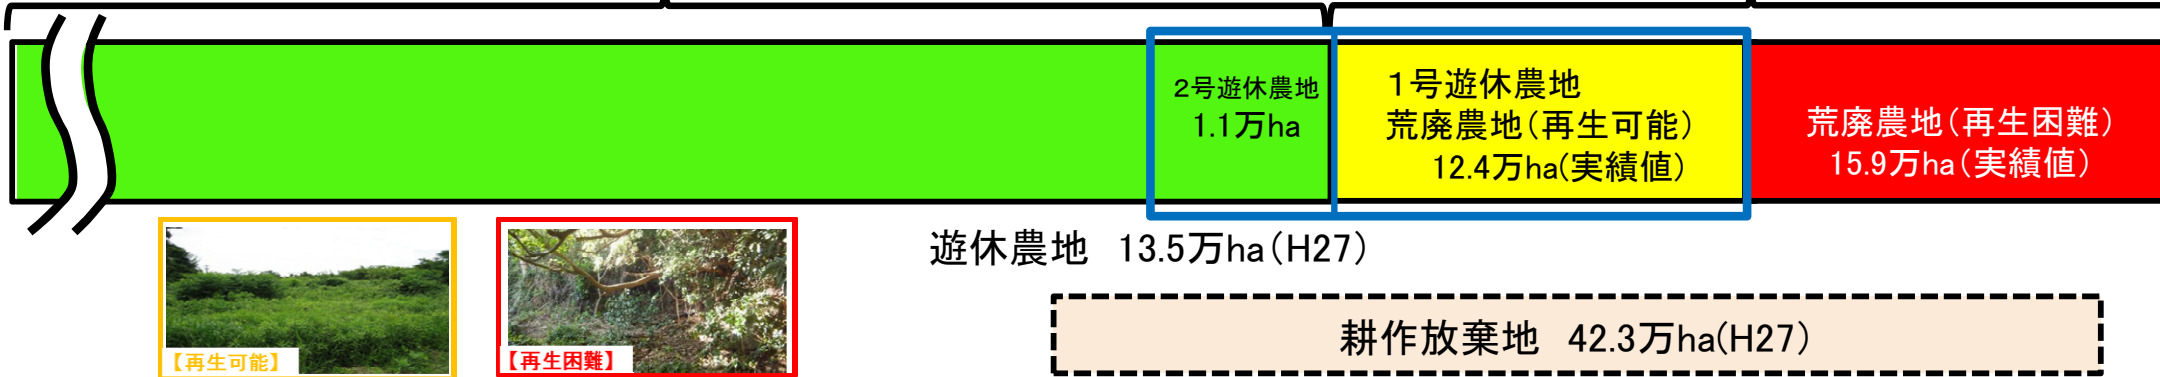 2号遊休農地
1.1万ha
1号遊休農地
荒廃農地(再生可能)
12.4万ha(実績値)
荒廃農地(再生困難)
15.9万ha(実績値)
遊休農地 13.5万ha(H27)
【再生可能】
【再生困難】
耕作放棄地 42.3万ha(H27)